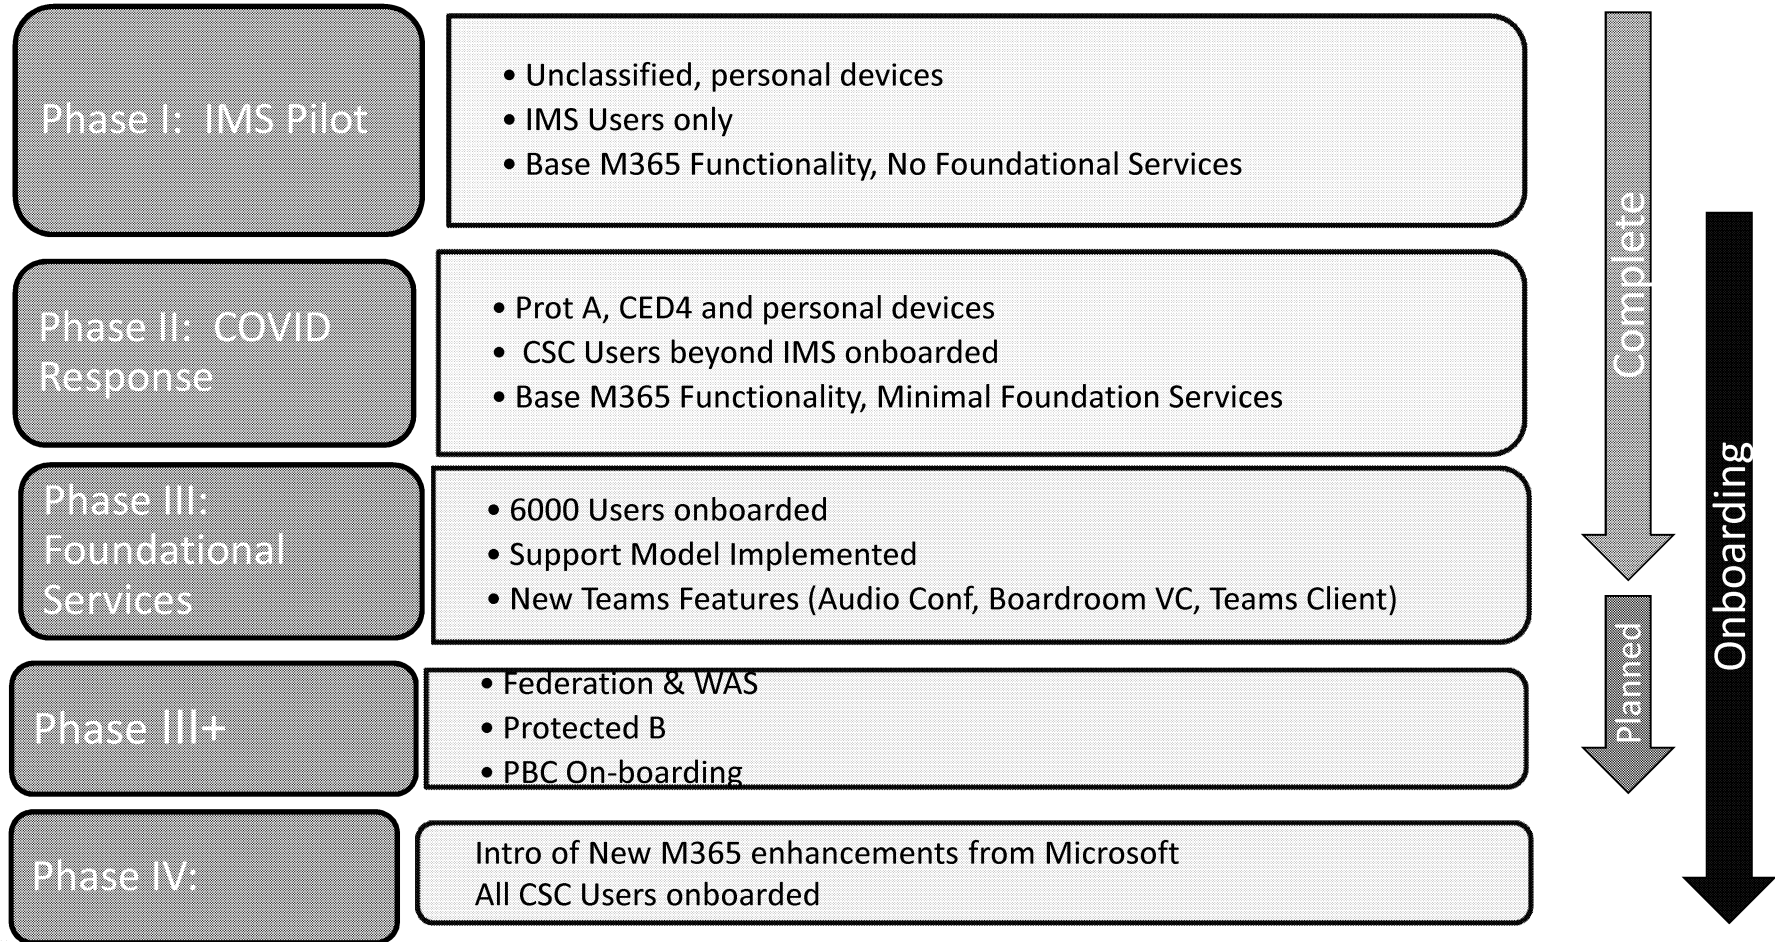 Phase I:  IMS Pilot
• Unclassified, personal devices
• IMS Users only
• Base M365 Functionality, No Foundational Services
Phase II:  COVID
Response
• Prot A, CED4 and personal devices
•  CSC Users beyond IMS onboarded
• Base M365 Functionality, Minimal Foundation Services
Phase III:
Foundational
Services
• 6000 Users onboarded
• Support Model Implemented
• New Teams Features (Audio Conf, Boardroom VC, Teams Client)
Phase III+
• Federation & WAS
• Protected B
• PBC On-boarding
Phase IV:
Intro of New M365 enhancements from Microsoft
All CSC Users onboarded
Complete
Planned
Onboarding